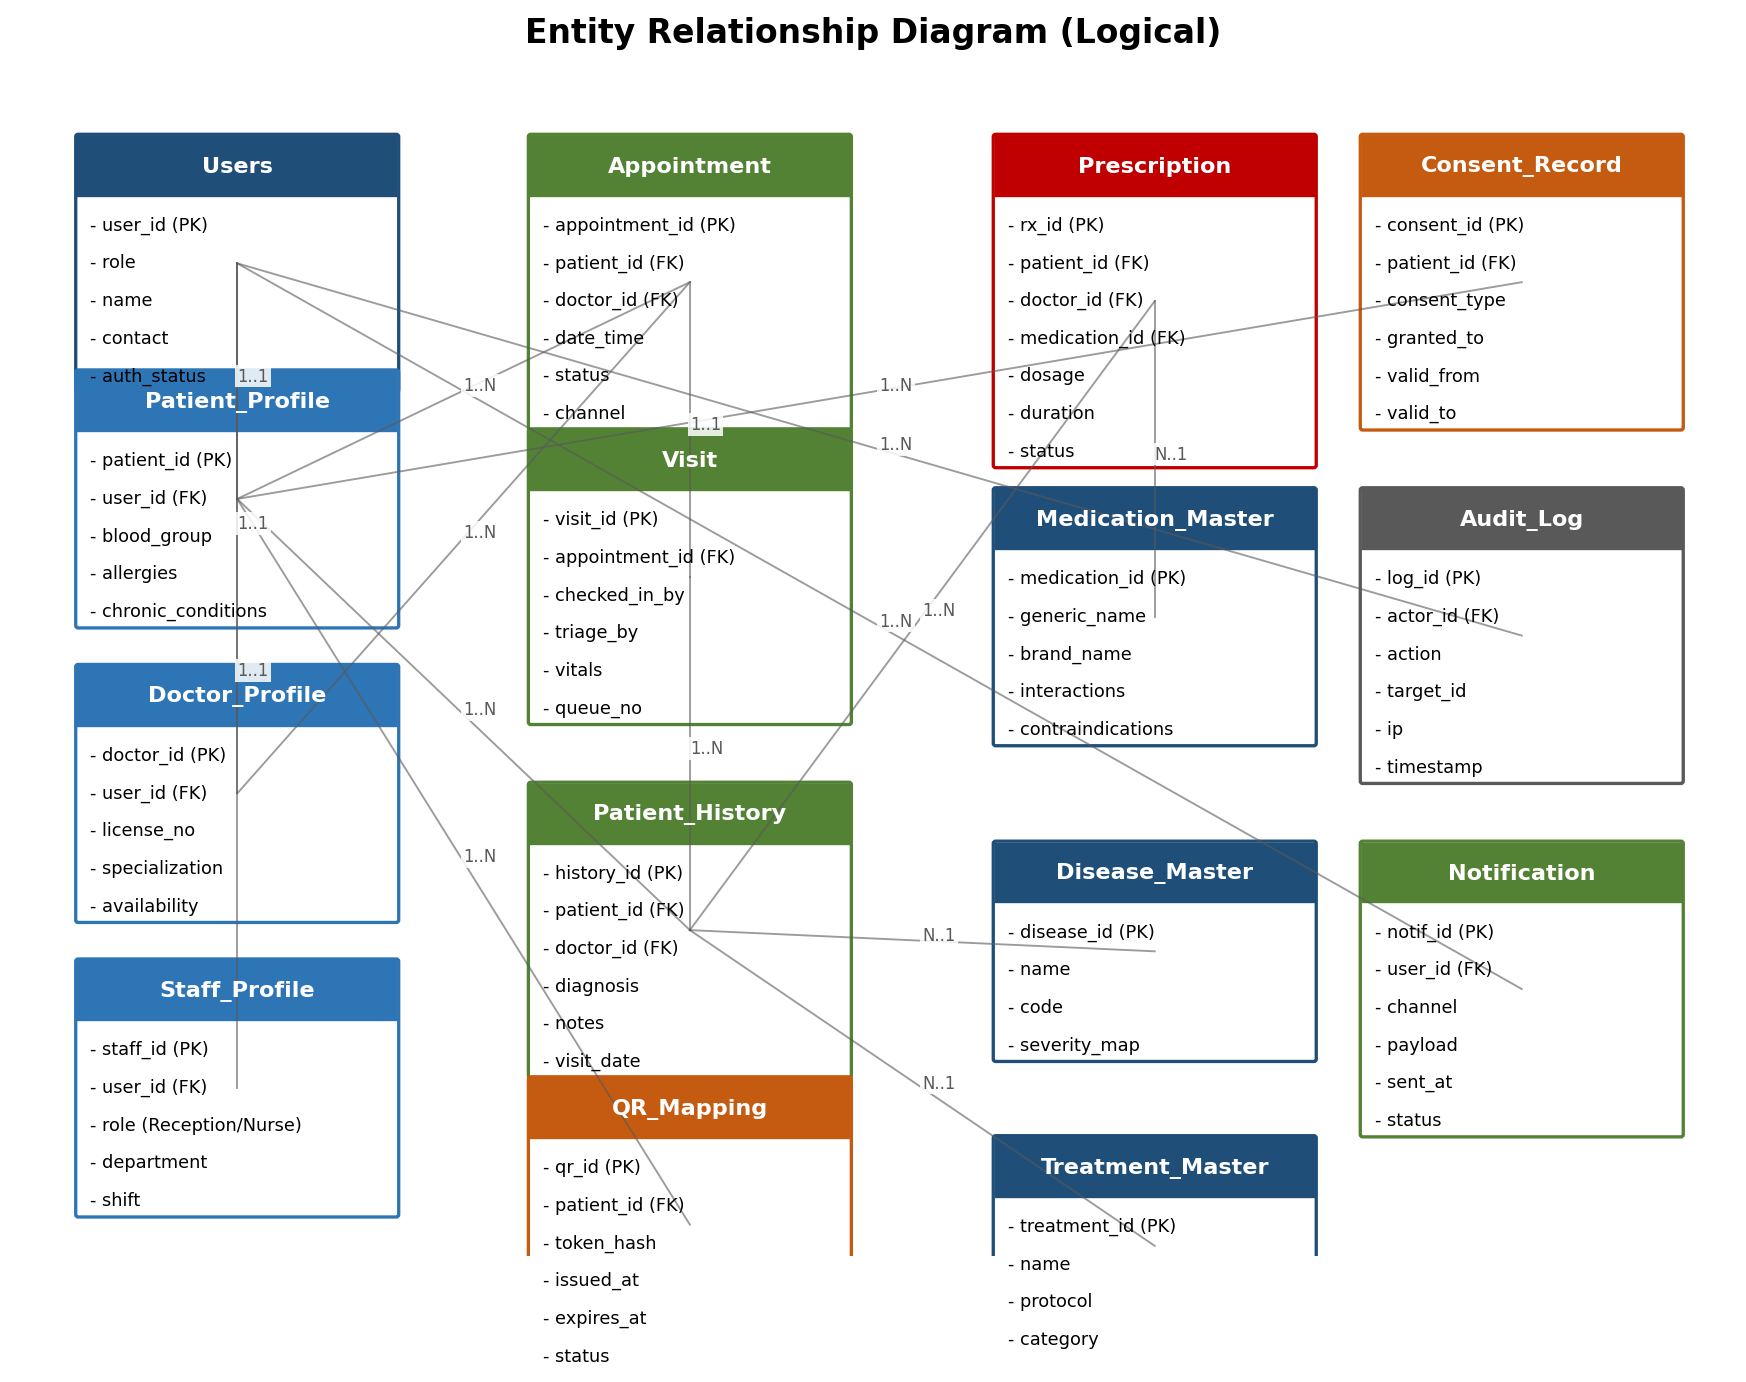 Entity Relationship Diagram (Logical)
Users
- user_id (PK)
- role
- name
- contact
- auth_status
Patient_Profile
- patient_id (PK)
- user_id (FK)
- blood_group
- allergies
- chronic_conditions
Doctor_Profile
- doctor_id (PK)
- user_id (FK)
- license_no
- specialization
- availability
Staff_Profile
- staff_id (PK)
- user_id (FK)
- role (Reception/Nurse)
- department
- shift
1..1
1..1
1..1
1..N
1..N
1..N
1..N
Appointment
- appointment_id (PK)
- patient_id (FK)
- doctor_id (FK)
- date_time
- status
- channel
1..1
Visit
- visit_id (PK)
- appointment_id (FK)
- checked_in_by
- triage_by
- vitals
- queue_no
1..N
Patient_History
- history_id (PK)
- patient_id (FK)
- doctor_id (FK)
- diagnosis
- notes
- visit_date
QR_Mapping
- qr_id (PK)
- patient_id (FK)
- token_hash
- issued_at
- expires_at
- status
1..N
1..N
1..N
1..N
N..1
N..1
Prescription
- rx_id (PK)
- patient_id (FK)
- doctor_id (FK)
- medication_id (FK)
- dosage
- duration
- status
N..1
Medication_Master
- medication_id (PK)
- generic_name
- brand_name
- interactions
- contraindications
Disease_Master
- disease_id (PK)
- name
- code
- severity_map
Treatment_Master
- treatment_id (PK)
- name
- protocol
- category
Consent_Record
- consent_id (PK)
- patient_id (FK)
- consent_type
- granted_to
- valid_from
- valid_to
Audit_Log
- log_id (PK)
- actor_id (FK)
- action
- target_id
- ip
- timestamp
Notification
- notif_id (PK)
- user_id (FK)
- channel
- payload
- sent_at
- status